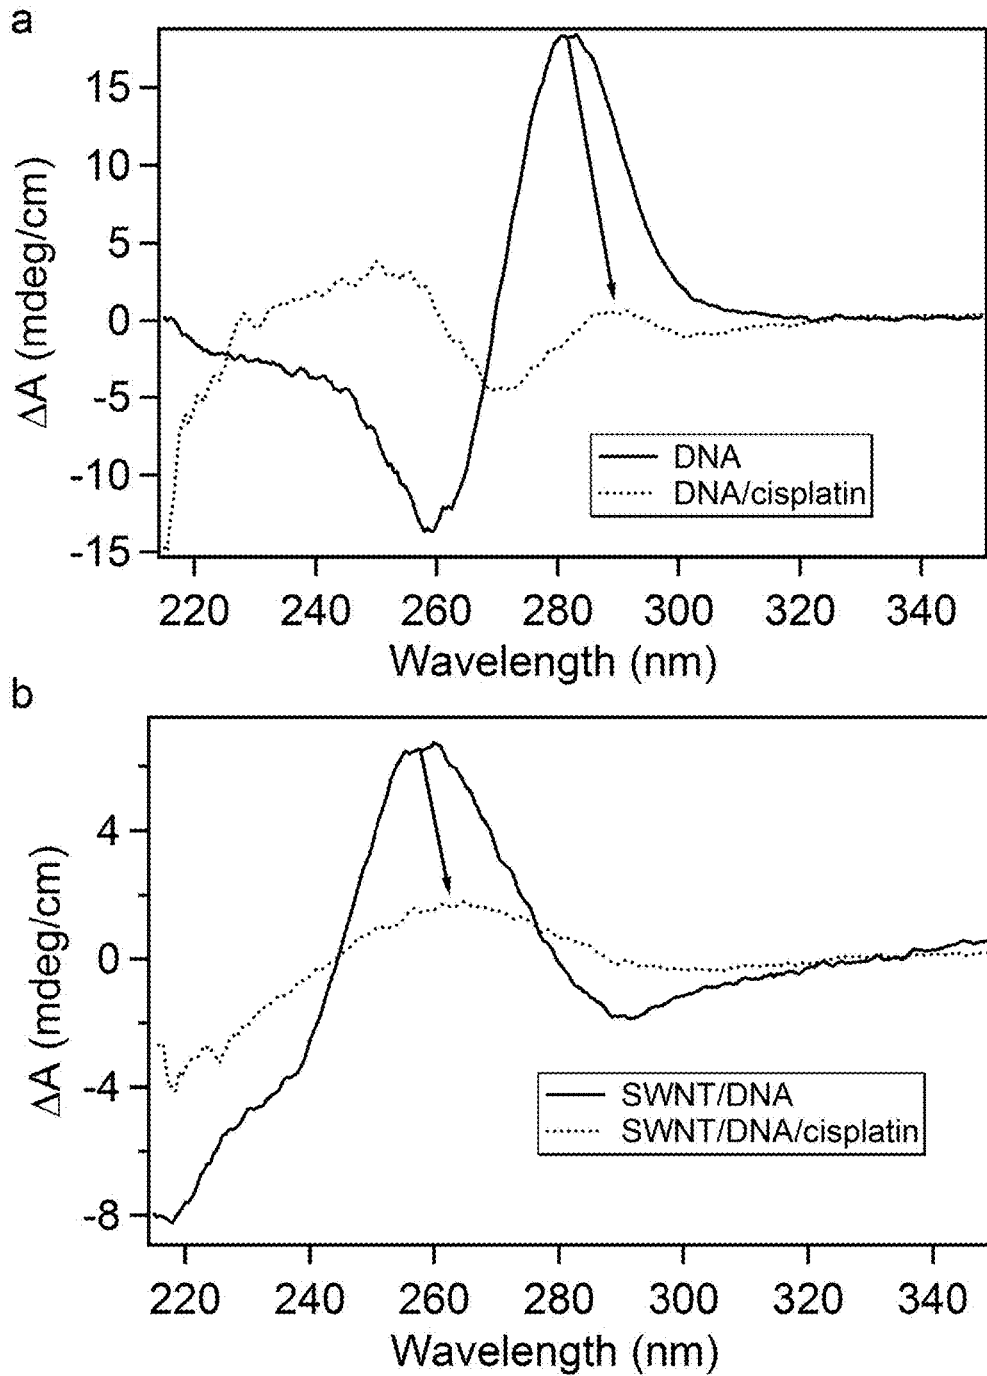 a
ΔA (mdeg/cm)
15
10
5
0
-5
-10
-15
DNA
DNA/cisplatin
220 240 260 280 300 320 340
Wavelength (nm)
b
ΔA (mdeg/cm)
4
0
-4
-8
SWNT/DNA
SWNT/DNA/cisplatin
220 240 260 280 300 320 340
Wavelength (nm)